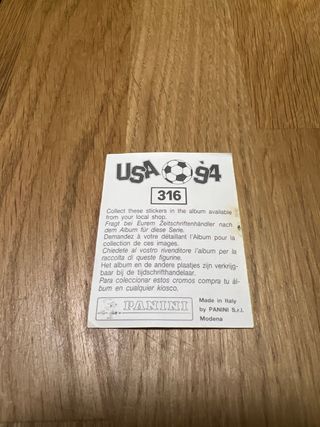 USA 94
316
Collect these stickers in the album available
from your local shop.
Fragt bei Eurem Zeitschriftenhändler nach
dem Album für diese Serie.
Demandez à votre détaillant l'Album pour la
collection de ces images.
Chiedete al vostro rivenditore l'album per la
raccolta di queste figurine.
Het album en de andere plaatjes zijn verkrijg-
baar bij de tijdschrifthandelaar.
Para coleccionar estos cromos compra tu ál-
bum en cualquier kiosco.
PANINI
Made in Italy
by PANINI S.r.l.
Modena